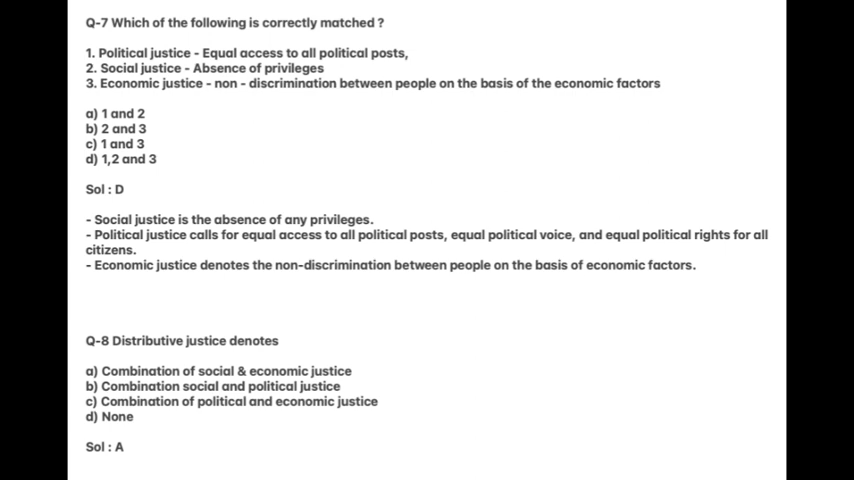 Q-7 Which of the following is correctly matched ?
1. Political justice - Equal access to all political posts,
2. Social justice - Absence of privileges
3. Economic justice - non - discrimination between people on the basis of the economic factors
a) 1 and 2
b) 2 and 3
c) 1 and 3
d) 1,2 and 3
Sol : D
- Social justice is the absence of any privileges.
- Political justice calls for equal access to all political posts, equal political voice, and equal political rights for all
citizens.
- Economic justice denotes the non-discrimination between people on the basis of economic factors.
Q-8 Distributive justice denotes
a) Combination of social & economic justice
b) Combination social and political justice
c) Combination of political and economic justice
d) None
Sol : A